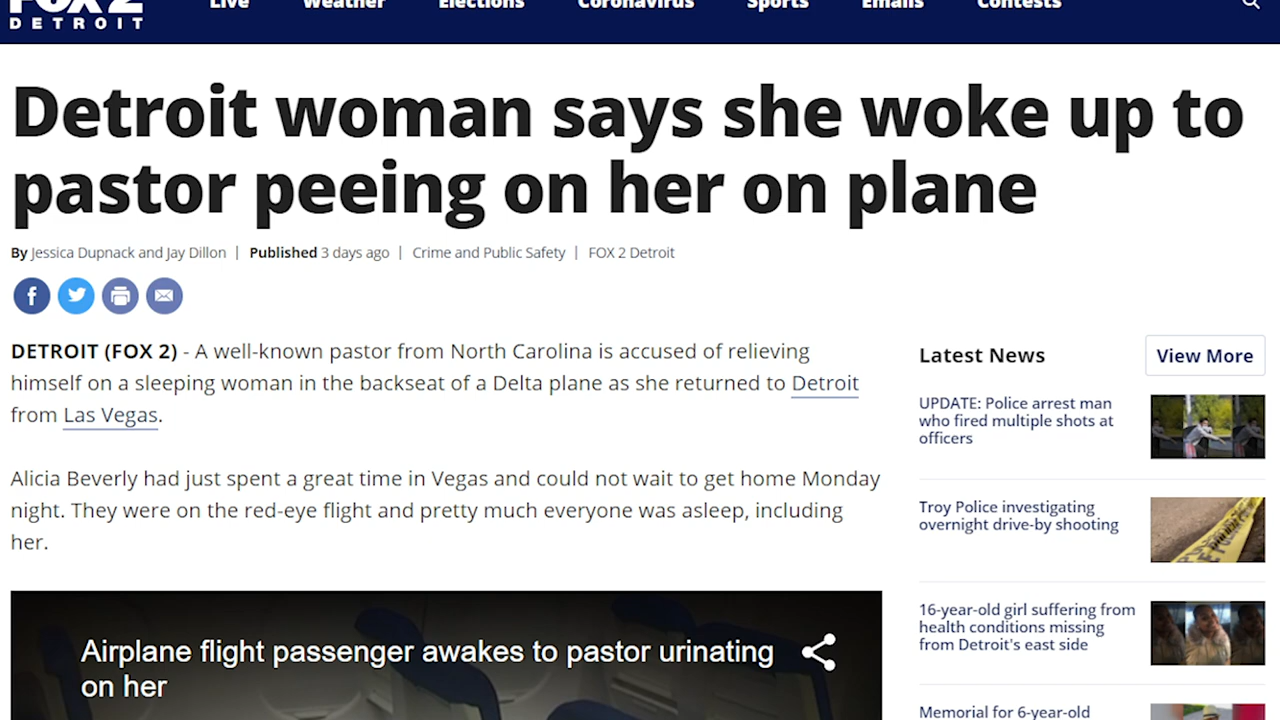 FOX 2
DETROIT
Live Weather Elections Coronavirus Sports Emails Contests
Detroit woman says she woke up to
pastor peeing on her on plane
By Jessica Dupnack and Jay Dillon | Published 3 days ago | Crime and Public Safety | FOX 2 Detroit
DETROIT (FOX 2) - A well-known pastor from North Carolina is accused of relieving
himself on a sleeping woman in the backseat of a Delta plane as she returned to Detroit
from Las Vegas.
Alicia Beverly had just spent a great time in Vegas and could not wait to get home Monday
night. They were on the red-eye flight and pretty much everyone was asleep, including
her.
Airplane flight passenger awakes to pastor urinating
on her
Latest News
View More
UPDATE: Police arrest man
who fired multiple shots at
officers
Troy Police investigating
overnight drive-by shooting
16-year-old girl suffering from
health conditions missing
from Detroit's east side
Memorial for 6-year-old